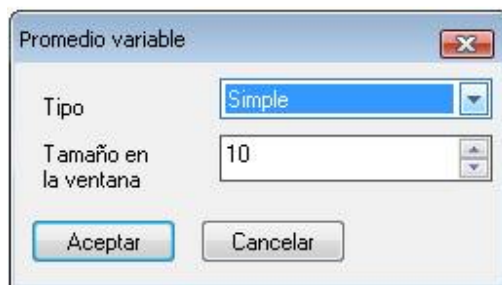 Promedio variable
Tipo
Simple
Tamaño en
la ventana
10
Aceptar
Cancelar